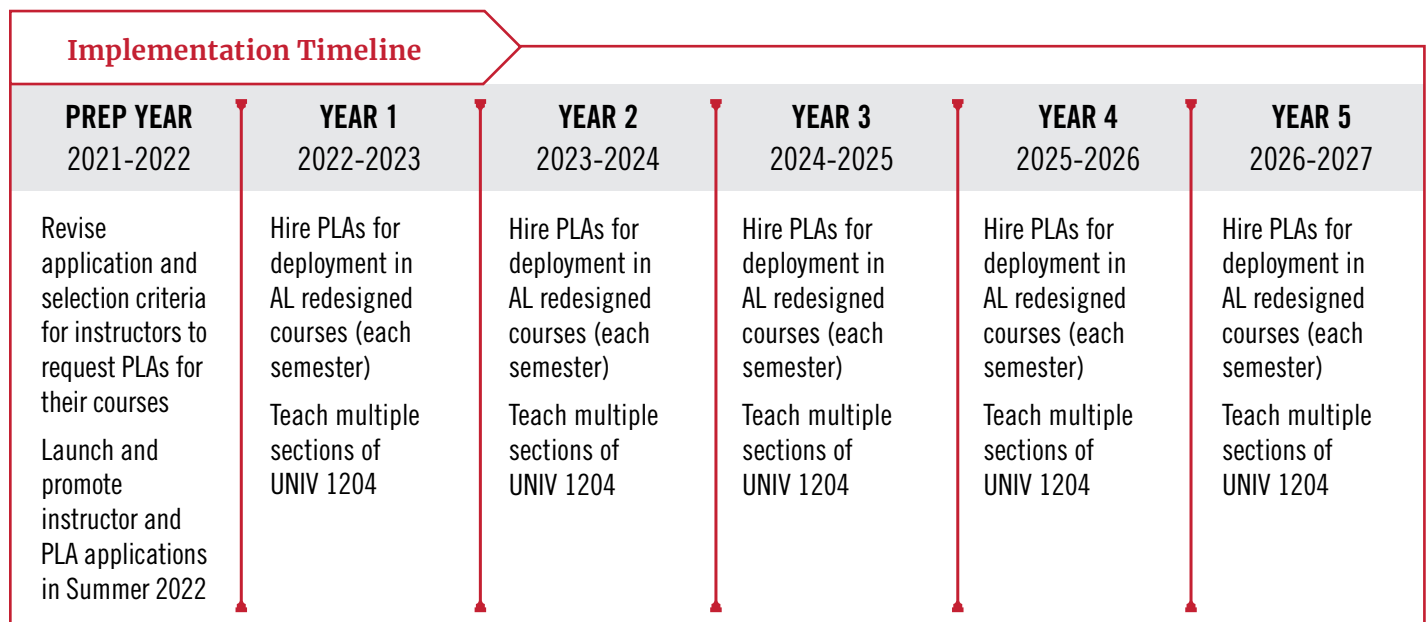 Implementation Timeline
PREP YEAR
2021-2022
Revise
application and
selection criteria
for instructors to
request PLAs for
their courses
Launch and
promote
instructor and
PLA applications
in Summer 2022
YEAR 1
2022-2023
Hire PLAs for
deployment in
AL redesigned
courses (each
semester)
Teach multiple
sections of
UNIV 1204
YEAR 2
2023-2024
Hire PLAs for
deployment in
AL redesigned
courses (each
semester)
Teach multiple
sections of
UNIV 1204
YEAR 3
2024-2025
Hire PLAs for
deployment in
AL redesigned
courses (each
semester)
Teach multiple
sections of
UNIV 1204
YEAR 4
2025-2026
Hire PLAs for
deployment in
AL redesigned
courses (each
semester)
Teach multiple
sections of
UNIV 1204
YEAR 5
2026-2027
Hire PLAs for
deployment in
AL redesigned
courses (each
semester)
Teach multiple
sections of
UNIV 1204